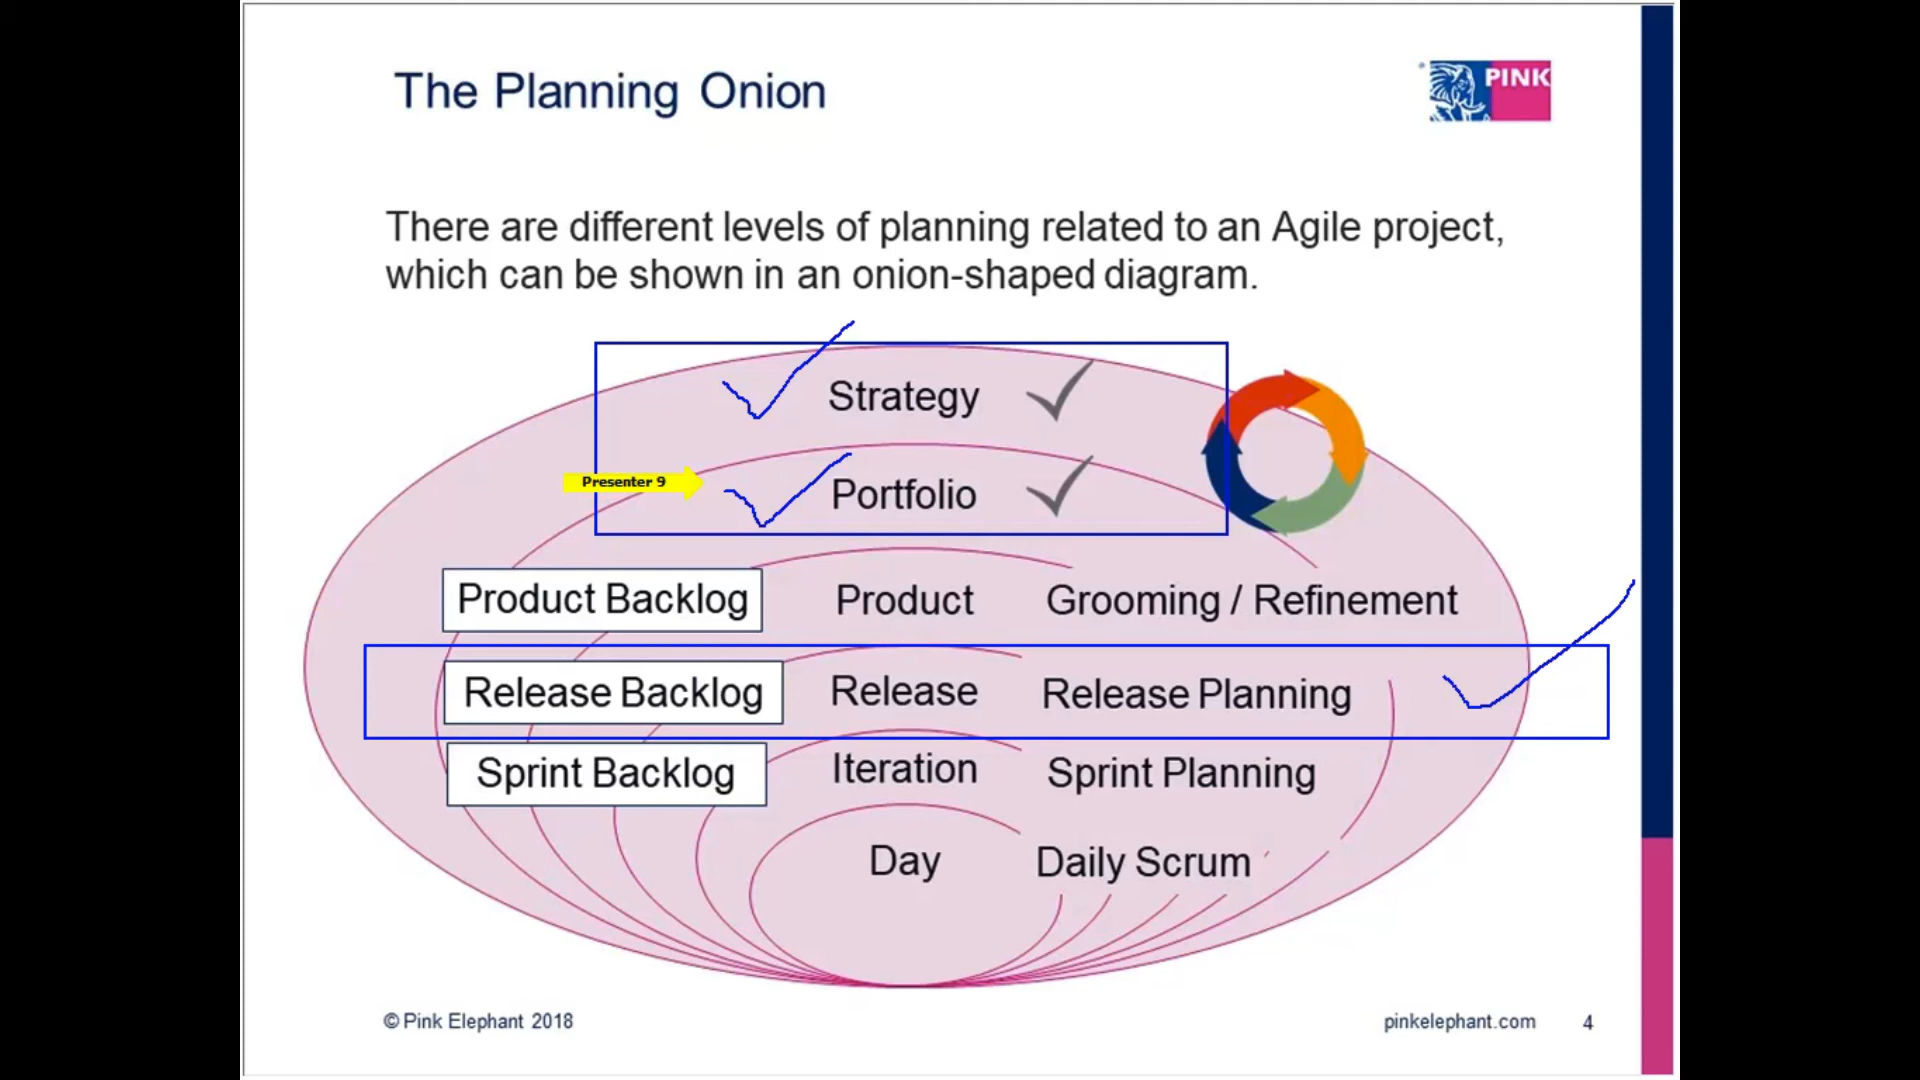 The Planning Onion
PINK
There are different levels of planning related to an Agile project,
which can be shown in an onion-shaped diagram.
Strategy
Presenter 9
Portfolio
Product Backlog Product Grooming / Refinement
Release Backlog Release Release Planning
Sprint Backlog Iteration Sprint Planning
Day Daily Scrum
© Pink Elephant 2018
pinkelephant.com 4